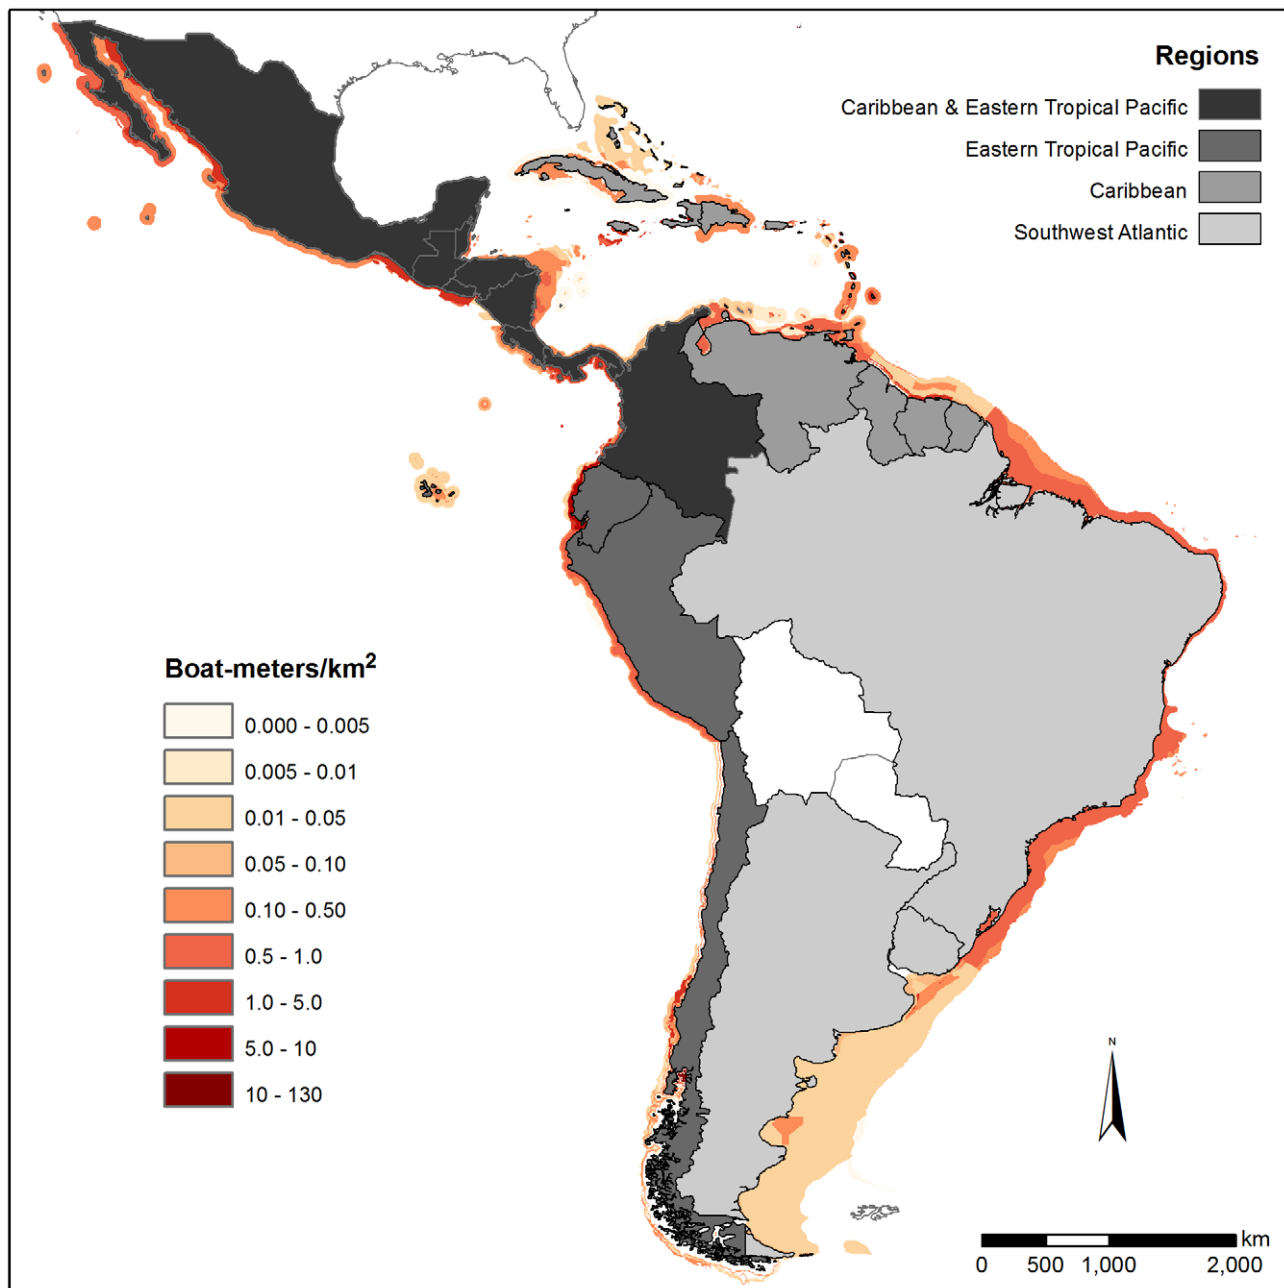 Regions
Caribbean & Eastern Tropical Pacific
Eastern Tropical Pacific
Caribbean
Southwest Atlantic
Boat-meters/km²
0.000 - 0.005
0.005 - 0.01
0.01 - 0.05
0.05 - 0.10
0.10 - 0.50
0.5 - 1.0
1.0 - 5.0
5.0 - 10
10 - 130
N
km
0 500 1,000 2,000